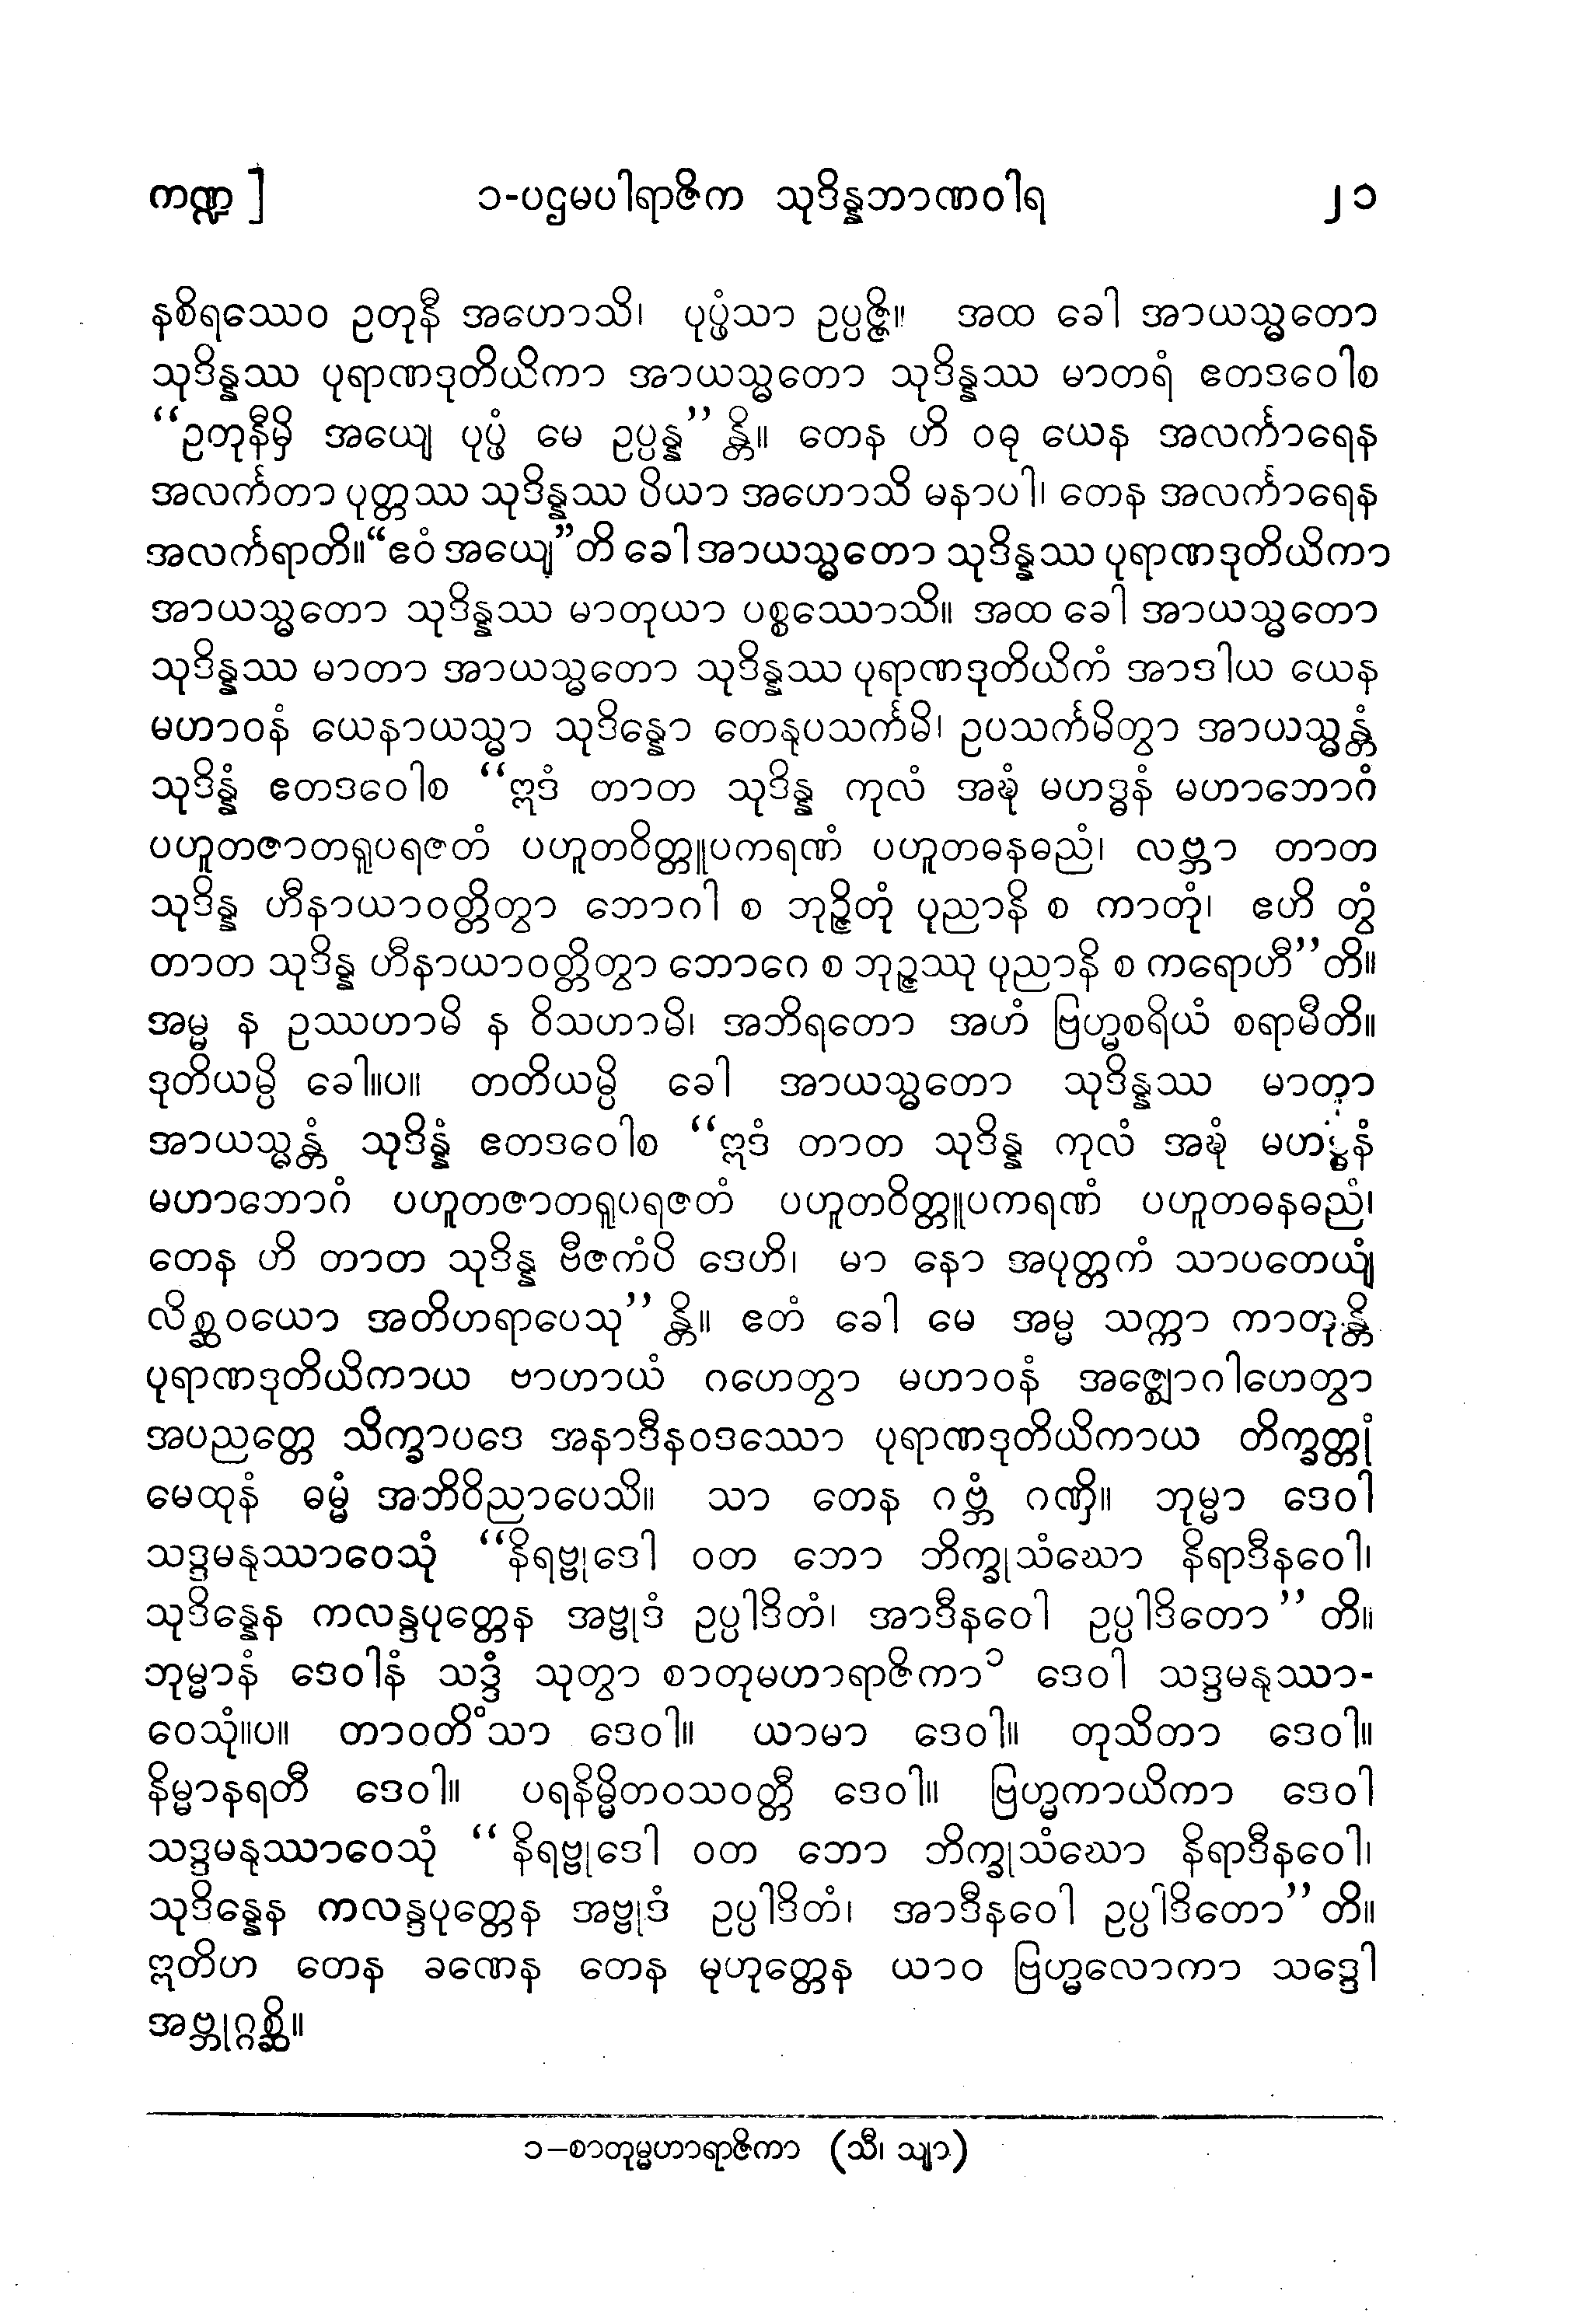 ကဏ္ဍ ] ၁-ပဌမပါရာဇိက သုဒိန္နဘာဏဝါရ ၂၁
နစိရဿေဝ ဥတုနီ အဟောသိ၊ ပုပ္ဖံသာ ဥပ္ပဇ္ဇိ။ အထ ခေါ အာယသ္မတော
သုဒိန္နဿ ပုရာဏဒုတိယိကာ အာယသ္မတော သုဒိန္နဿ မာတရံ ဧတဒဝေါစ
“ဥတုနီမှိ အယျေ ပုပ္ဖံ မေ ဥပ္ပန္န” န္တိ။ တေန ဟိ ဝဓု ယေန အလင်္ကာရေန
အလင်္ကတာ ပုတ္တဿ သုဒိန္နဿ ပိယာ အဟောသိ မနာပါ၊ တေန အလင်္ကာရေန
အလင်္ကရာတိ။ “ဧဝံ အယျေ”တိ ခေါ အာယသ္မတော သုဒိန္နဿ ပုရာဏဒုတိယိကာ
အာယသ္မတော သုဒိန္နဿ မာတုယာ ပစ္စဿောသိ။ အထ ခေါ အာယသ္မတော
သုဒိန္နဿ မာတာ အာယသ္မတော သုဒိန္နဿ ပုရာဏဒုတိယိကံ အာဒါယ ယေန
မဟာဝနံ ယေနာယသ္မာ သုဒိန္နော တေနုပသင်္ကမိ၊ ဥပသင်္ကမိတွာ အာယသ္မန္တံ
သုဒိန္နံ ဧတဒဝေါစ “ဣဒံ တာတ သုဒိန္န ကုလံ အဍ္ဎံ မဟဒ္ဓနံ မဟာဘောဂံ
ပဟူတဇာတရူပရဇတံ ပဟူတဝိတ္တူပကရဏံ ပဟူတဓနဓညံ၊ လဗ္ဘာ တာတ
သုဒိန္န ဟီနာယာဝတ္တိတွာ ဘောဂါ စ ဘုဉ္ဇိတုံ ပုညာနိ စ ကာတုံ၊ ဧဟိ တွံ
တာတ သုဒိန္န ဟီနာယာဝတ္တိတွာ ဘောဂေ စ ဘုဉ္ဇဿု ပုညာနိ စ ကရောဟီ”တိ။
အမ္မ န ဥဿဟာမိ န ဝိသဟာမိ၊ အဘိရတော အဟံ ဗြဟ္မစရိယံ စရာမီတိ။
ဒုတိယမ္ပိ ခေါ။ပ။ တတိယမ္ပိ ခေါ အာယသ္မတော သုဒိန္နဿ မာတာ
အာယသ္မန္တံ သုဒိန္နံ ဧတဒဝေါစ “ဣဒံ တာတ သုဒိန္န ကုလံ အဍ္ဎံ မဟဒ္ဓနံ
မဟာဘောဂံ ပဟူတဇာတရူပရဇတံ ပဟူတဝိတ္တူပကရဏံ ပဟူတဓနဓညံ၊
တေန ဟိ တာတ သုဒိန္န ဗီဇကံပိ ဒေဟိ၊ မာ နော အပုတ္တကံ သာပတေယျံ
လိစ္ဆဝယော အတိဟရာပေသု” န္တိ။ ဧတံ ခေါ မေ အမ္မ သက္ကာ ကာတုန္တိ
ပုရာဏဒုတိယိကာယ ဗာဟာယံ ဂဟေတွာ မဟာဝနံ အဇ္ဈောဂါဟေတွာ
အပညတ္တေ သိက္ခာပဒေ အနာဒီနဝဒဿော ပုရာဏဒုတိယိကာယ တိက္ခတ္တုံ
မေထုနံ ဓမ္မံ အဘိဝိညာပေသိ။ သာ တေန ဂဗ္ဘံ ဂဏှိ။ ဘုမ္မာ ဒေဝါ
သဒ္ဒမနုဿာဝေသုံ “နိရဗ္ဗုဒေါ ဝတ ဘော ဘိက္ခုသံဃော နိရာဒီနဝေါ၊
သုဒိန္နေန ကလန္ဒပုတ္တေန အဗ္ဗုဒံ ဥပ္ပါဒိတံ၊ အာဒီနဝေါ ဥပ္ပါဒိတော” တိ။
ဘုမ္မာနံ ဒေဝါနံ သဒ္ဒံ သုတွာ စာတုမဟာရာဇိကာ၁ ဒေဝါ သဒ္ဒမနုဿာ-
ဝေသုံ။ပ။ တာဝတိံသာ ဒေဝါ။ ယာမာ ဒေဝါ။ တုသိတာ ဒေဝါ။
နိမ္မာနရတီ ဒေဝါ။ ပရနိမ္မိတဝသဝတ္တီ ဒေဝါ။ ဗြဟ္မကာယိကာ ဒေဝါ
သဒ္ဒမနုဿာဝေသုံ “ နိရဗ္ဗုဒေါ ဝတ ဘော ဘိက္ခုသံဃော နိရာဒီနဝေါ၊
သုဒိန္နေန ကလန္ဒပုတ္တေန အဗ္ဗုဒံ ဥပ္ပါဒိတံ၊ အာဒီနဝေါ ဥပ္ပါဒိတော” တိ။
ဣတိဟ တေန ခဏေန တေန မုဟုတ္တေန ယာဝ ဗြဟ္မလောကာ သဒ္ဒေါ
အဗ္ဘုဂ္ဂစ္ဆိ။
၁–စာတုမ္မဟာရာဇိကာ (သီ၊ သျာ)